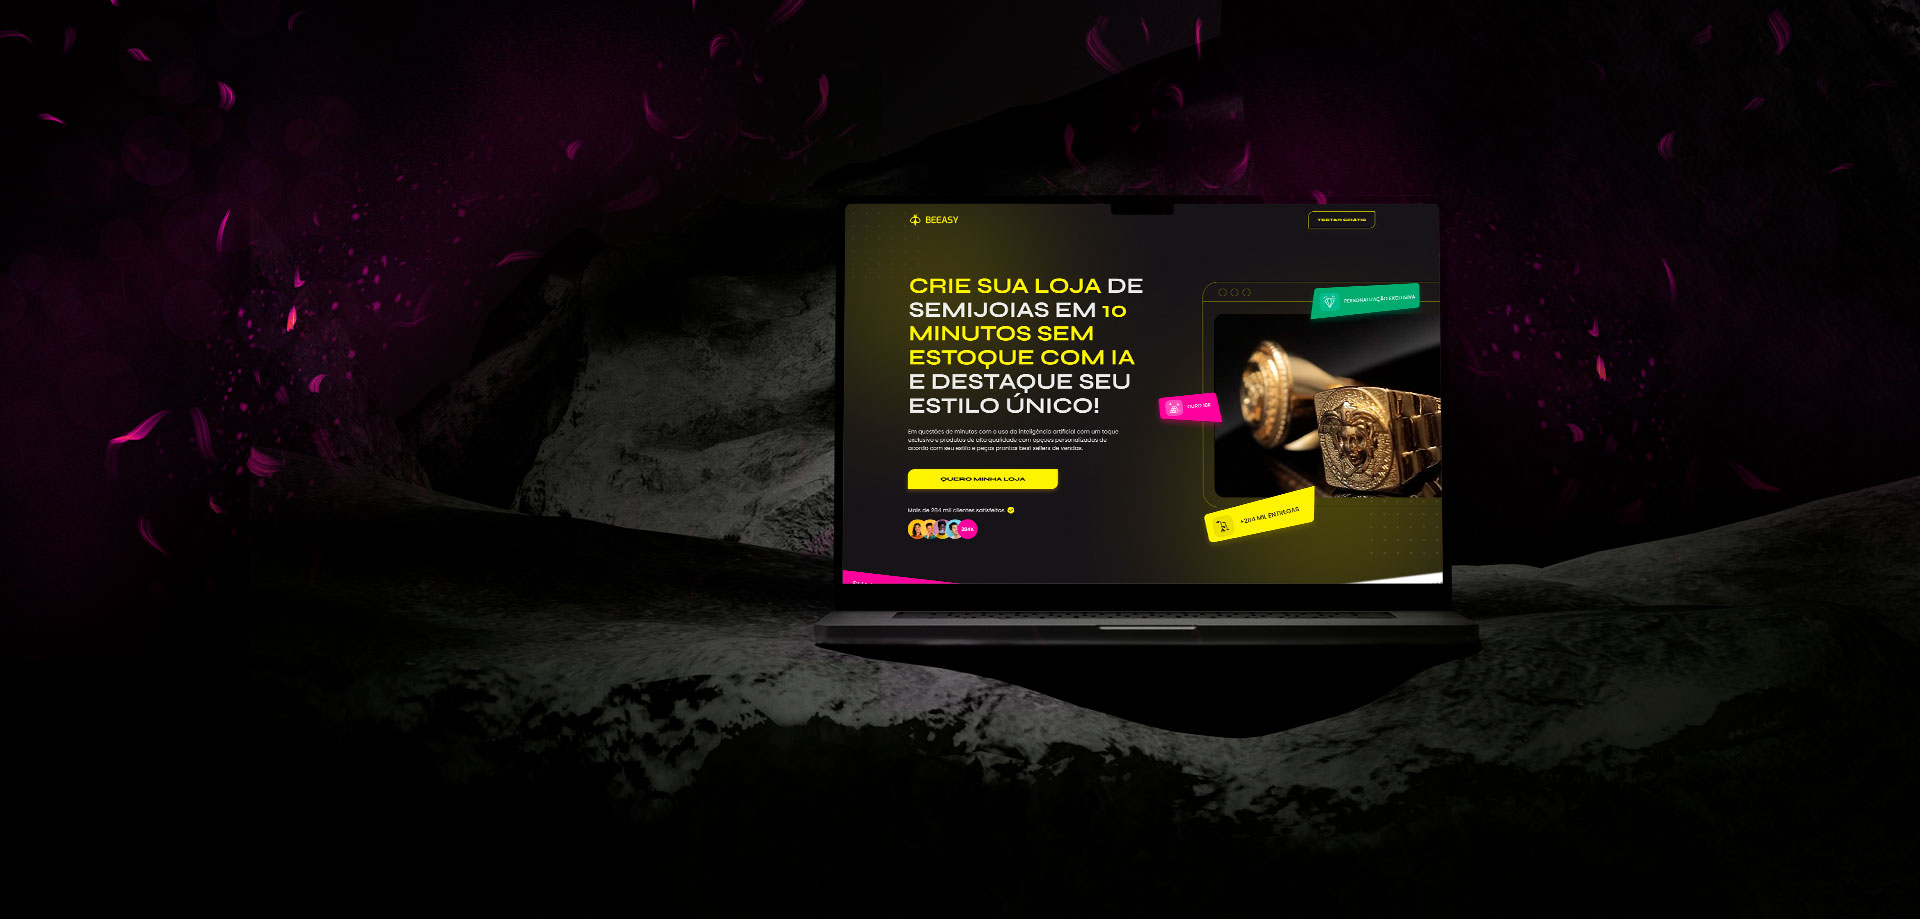 BEEASY
TESTAR GRÁTIS
CRIE SUA LOJA DE
SEMIJOIAS EM 10
MINUTOS SEM
ESTOQUE COM IA
E DESTAQUE SEU
ESTILO ÚNICO!
Em questões de minutos com o uso da inteligência artificial com um toque
exclusivo e produtos de alta qualidade com opções personalizadas de
acordo com seu estilo e peças prontas best sellers de vendas.
QUERO MINHA LOJA
Mais de 284 mil clientes satisfeitos
284K
PERSONALIZAÇÃO EXCLUSIVA
OURO 18K
+284 MIL ENTREGAS